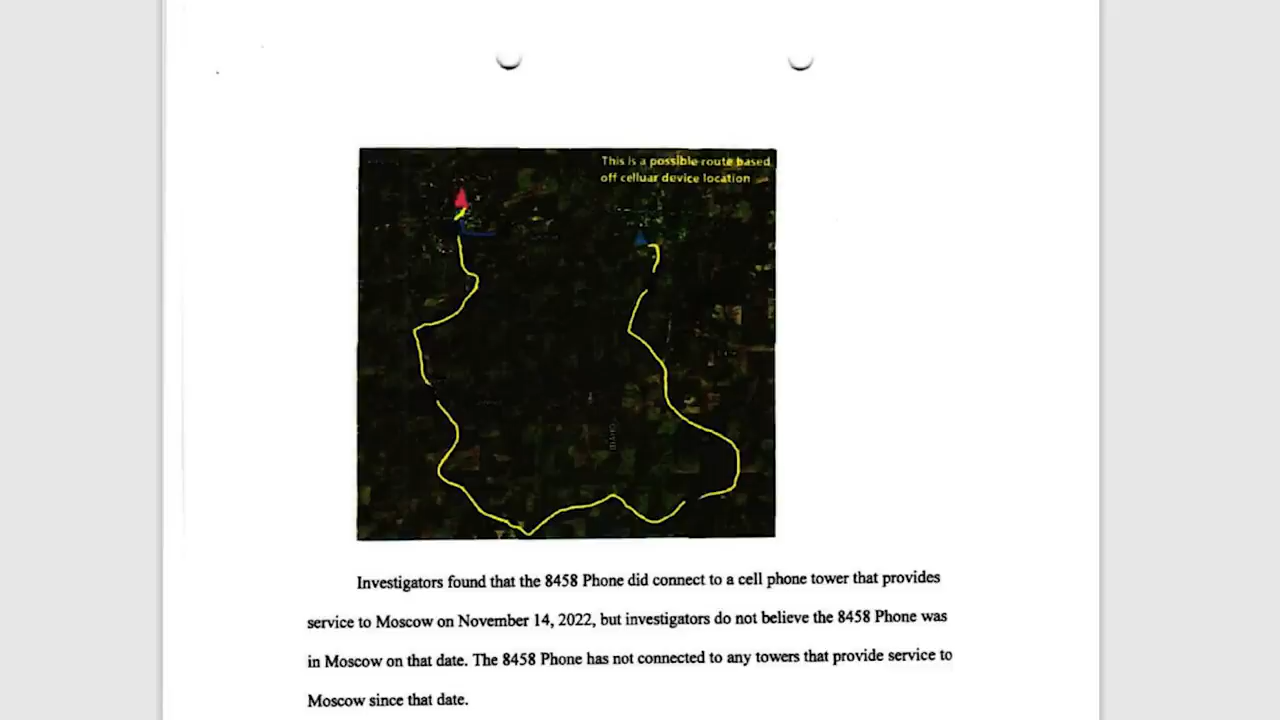 This is a possible route based
off celluar device location
Investigators found that the 8458 Phone did connect to a cell phone tower that provides
service to Moscow on November 14, 2022, but investigators do not believe the 8458 Phone was
in Moscow on that date. The 8458 Phone has not connected to any towers that provide service to
Moscow since that date.